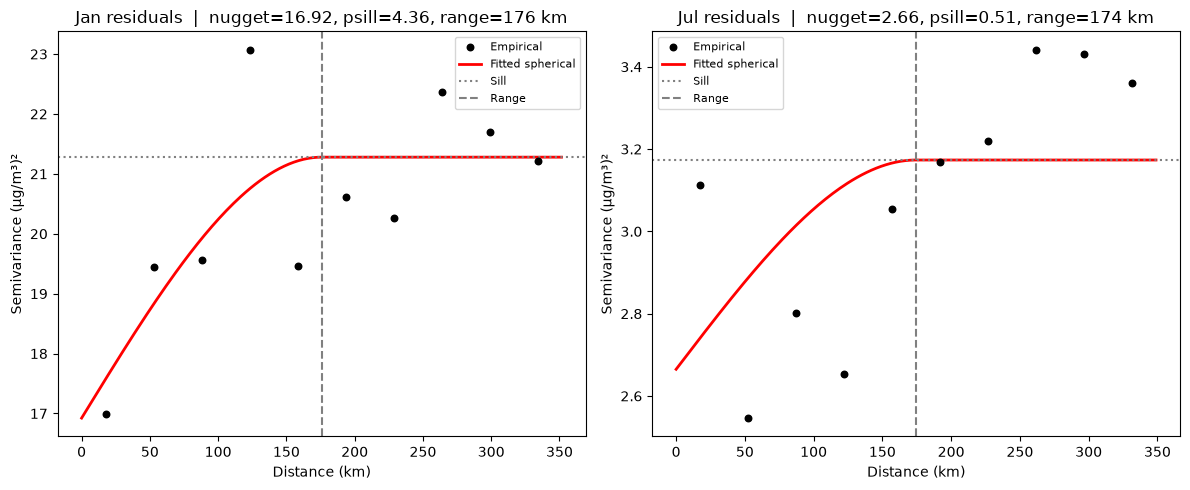 Jan residuals | nugget=16.92, psill=4.36, range=176 km
23
22
21
20
19
18
17
Semivariance (µg/m³)²
0
50
100
150
200
250
300
350
Distance (km)
Empirical
Fitted spherical
Sill
Range
Jul residuals | nugget=2.66, psill=0.51, range=174 km
3.4
3.2
3.0
2.8
2.6
Semivariance (µg/m³)²
0
50
100
150
200
250
300
350
Distance (km)
Empirical
Fitted spherical
Sill
Range